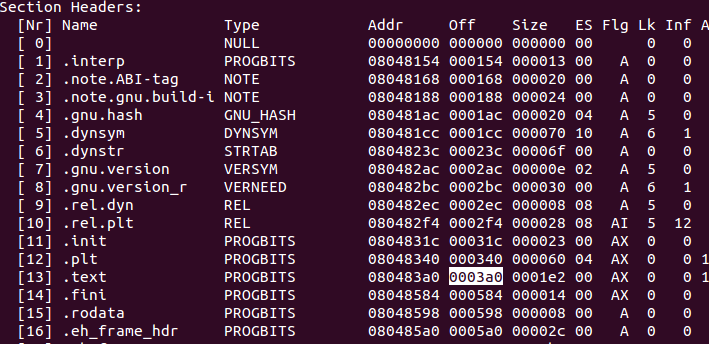 Section Headers:
[Nr] Name Type Addr Off Size ES Flg Lk Inf A
[ 0] NULL 00000000 000000 000000 00 0 0
[ 1] .interp PROGBITS 08048154 000154 000013 00 A 0 0
[ 2] .note.ABI-tag NOTE 08048168 000168 000020 00 A 0 0
[ 3] .note.gnu.build-i NOTE 08048188 000188 000024 00 A 0 0
[ 4] .gnu.hash GNU_HASH 080481ac 0001ac 000020 04 A 5 0
[ 5] .dynsym DYNSYM 080481cc 0001cc 000070 10 A 6 1
[ 6] .dynstr STRTAB 0804823c 00023c 00006f 00 A 0 0
[ 7] .gnu.version VERSYM 080482ac 0002ac 00000e 02 A 5 0
[ 8] .gnu.version_r VERNEED 080482bc 0002bc 000030 00 A 6 1
[ 9] .rel.dyn REL 080482ec 0002ec 000008 08 A 5 0
[10] .rel.plt REL 080482f4 0002f4 000028 08 AI 5 12
[11] .init PROGBITS 0804831c 00031c 000023 00 AX 0 0
[12] .plt PROGBITS 08048340 000340 000060 04 AX 0 0 1
[13] .text PROGBITS 080483a0 0003a0 0001e2 00 AX 0 0 1
[14] .fini PROGBITS 08048584 000584 000014 00 AX 0 0
[15] .rodata PROGBITS 08048598 000598 000008 00 A 0 0
[16] .eh_frame_hdr PROGBITS 080485a0 0005a0 00002c 00 A 0 0